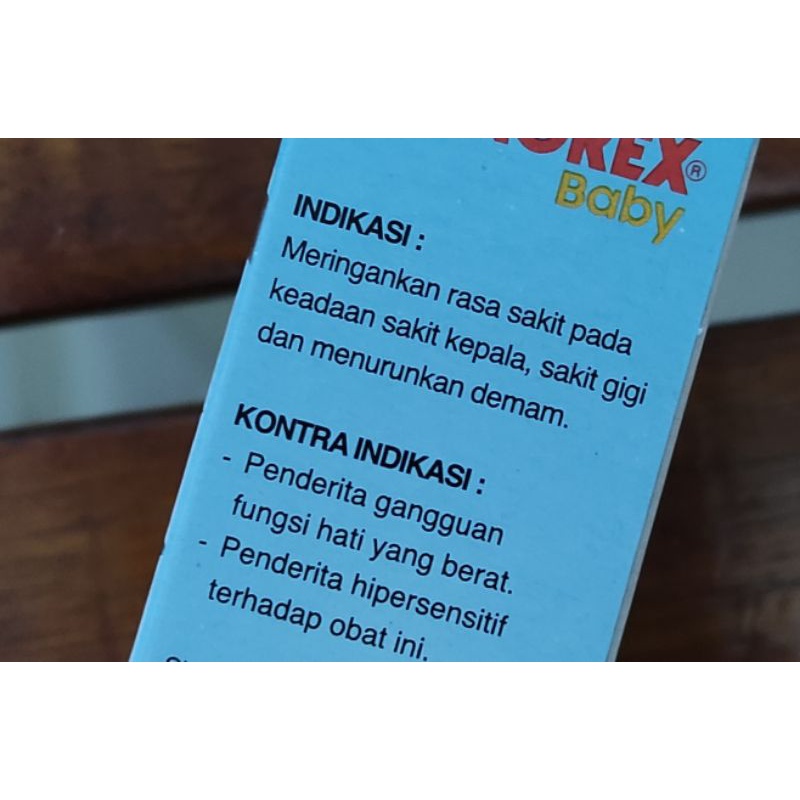 Baby
INDIKASI :
Meringankan rasa sakit pada
keadaan sakit kepala, sakit gigi
dan menurunkan demam.
KONTRA INDIKASI :
- Penderita gangguan
fungsi hati yang berat.
- Penderita hipersensitif
terhadap obat ini.